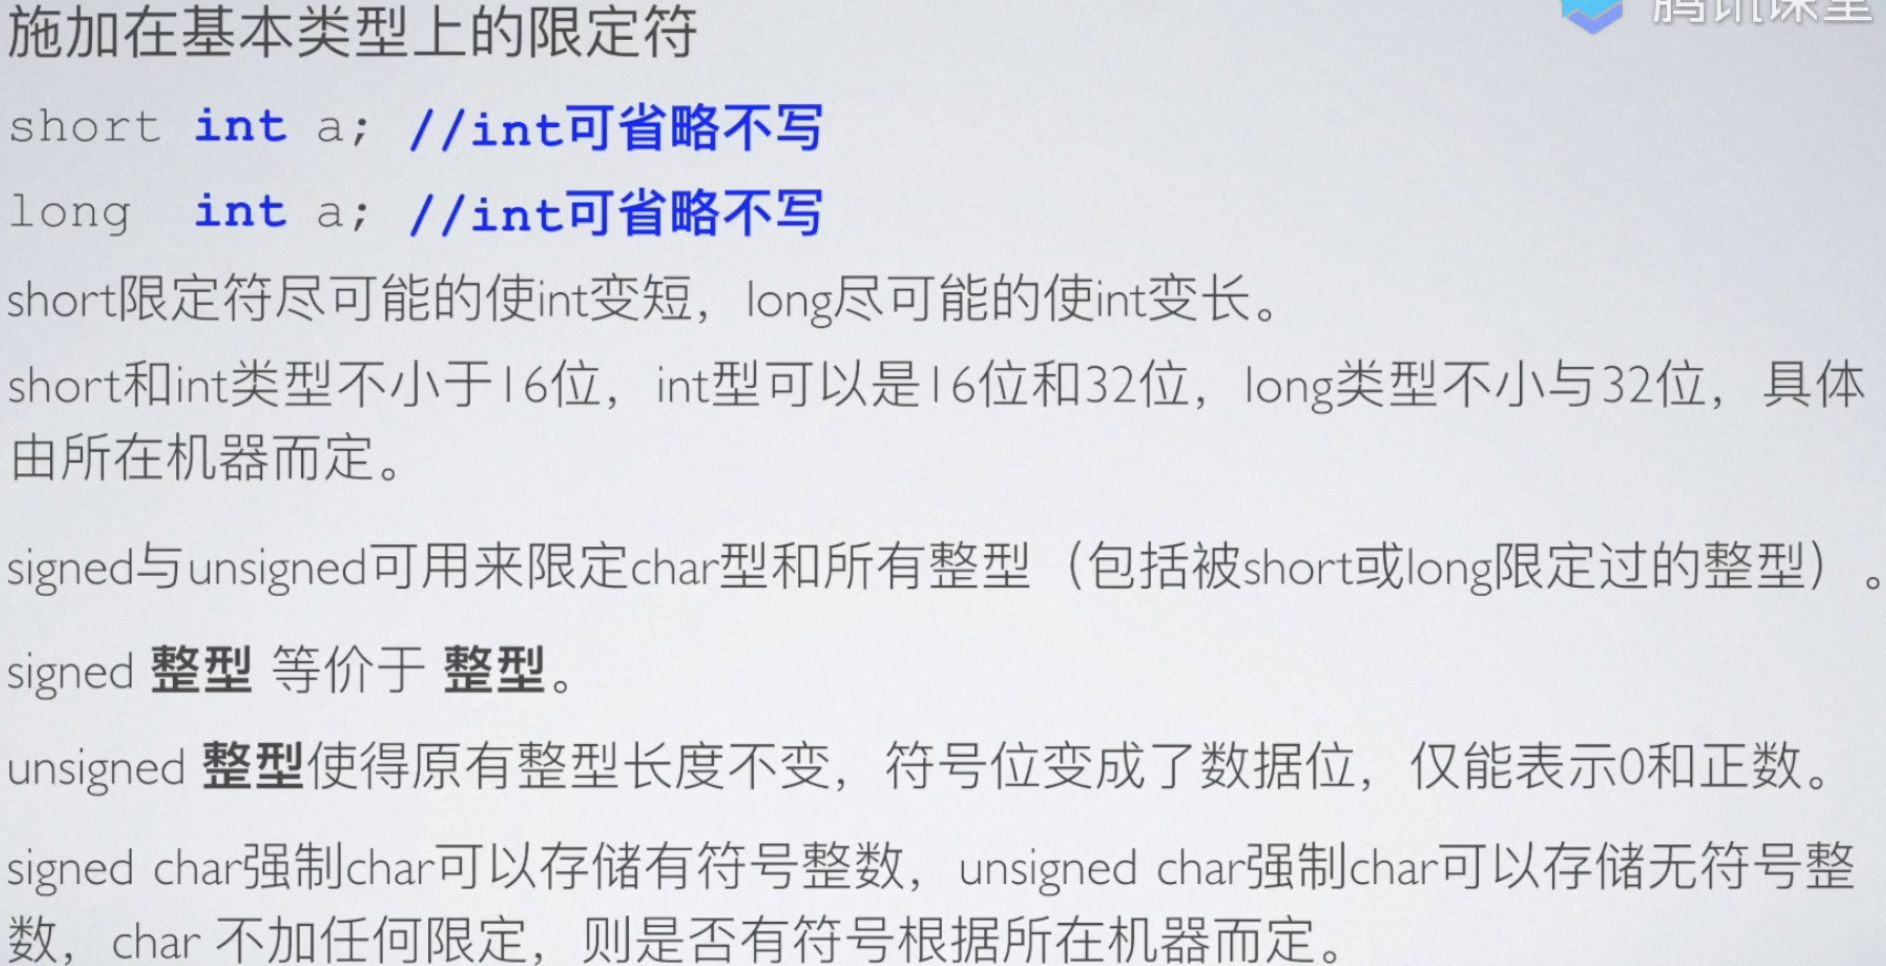 腾讯课堂
施加在基本类型上的限定符
short int a; //int可省略不写
long int a; //int可省略不写
short限定符尽可能的使int变短，long尽可能的使int变长。
short和int类型不小于16位，int型可以是16位和32位，long类型不小与32位，具体
由所在机器而定。
signed与unsigned可用来限定char型和所有整型（包括被short或long限定过的整型）。
signed 整型 等价于 整型。
unsigned 整型使得原有整型长度不变，符号位变成了数据位，仅能表示0和正数。
signed char强制char可以存储有符号整数，unsigned char强制char可以存储无符号整
数，char 不加任何限定，则是否有符号根据所在机器而定。